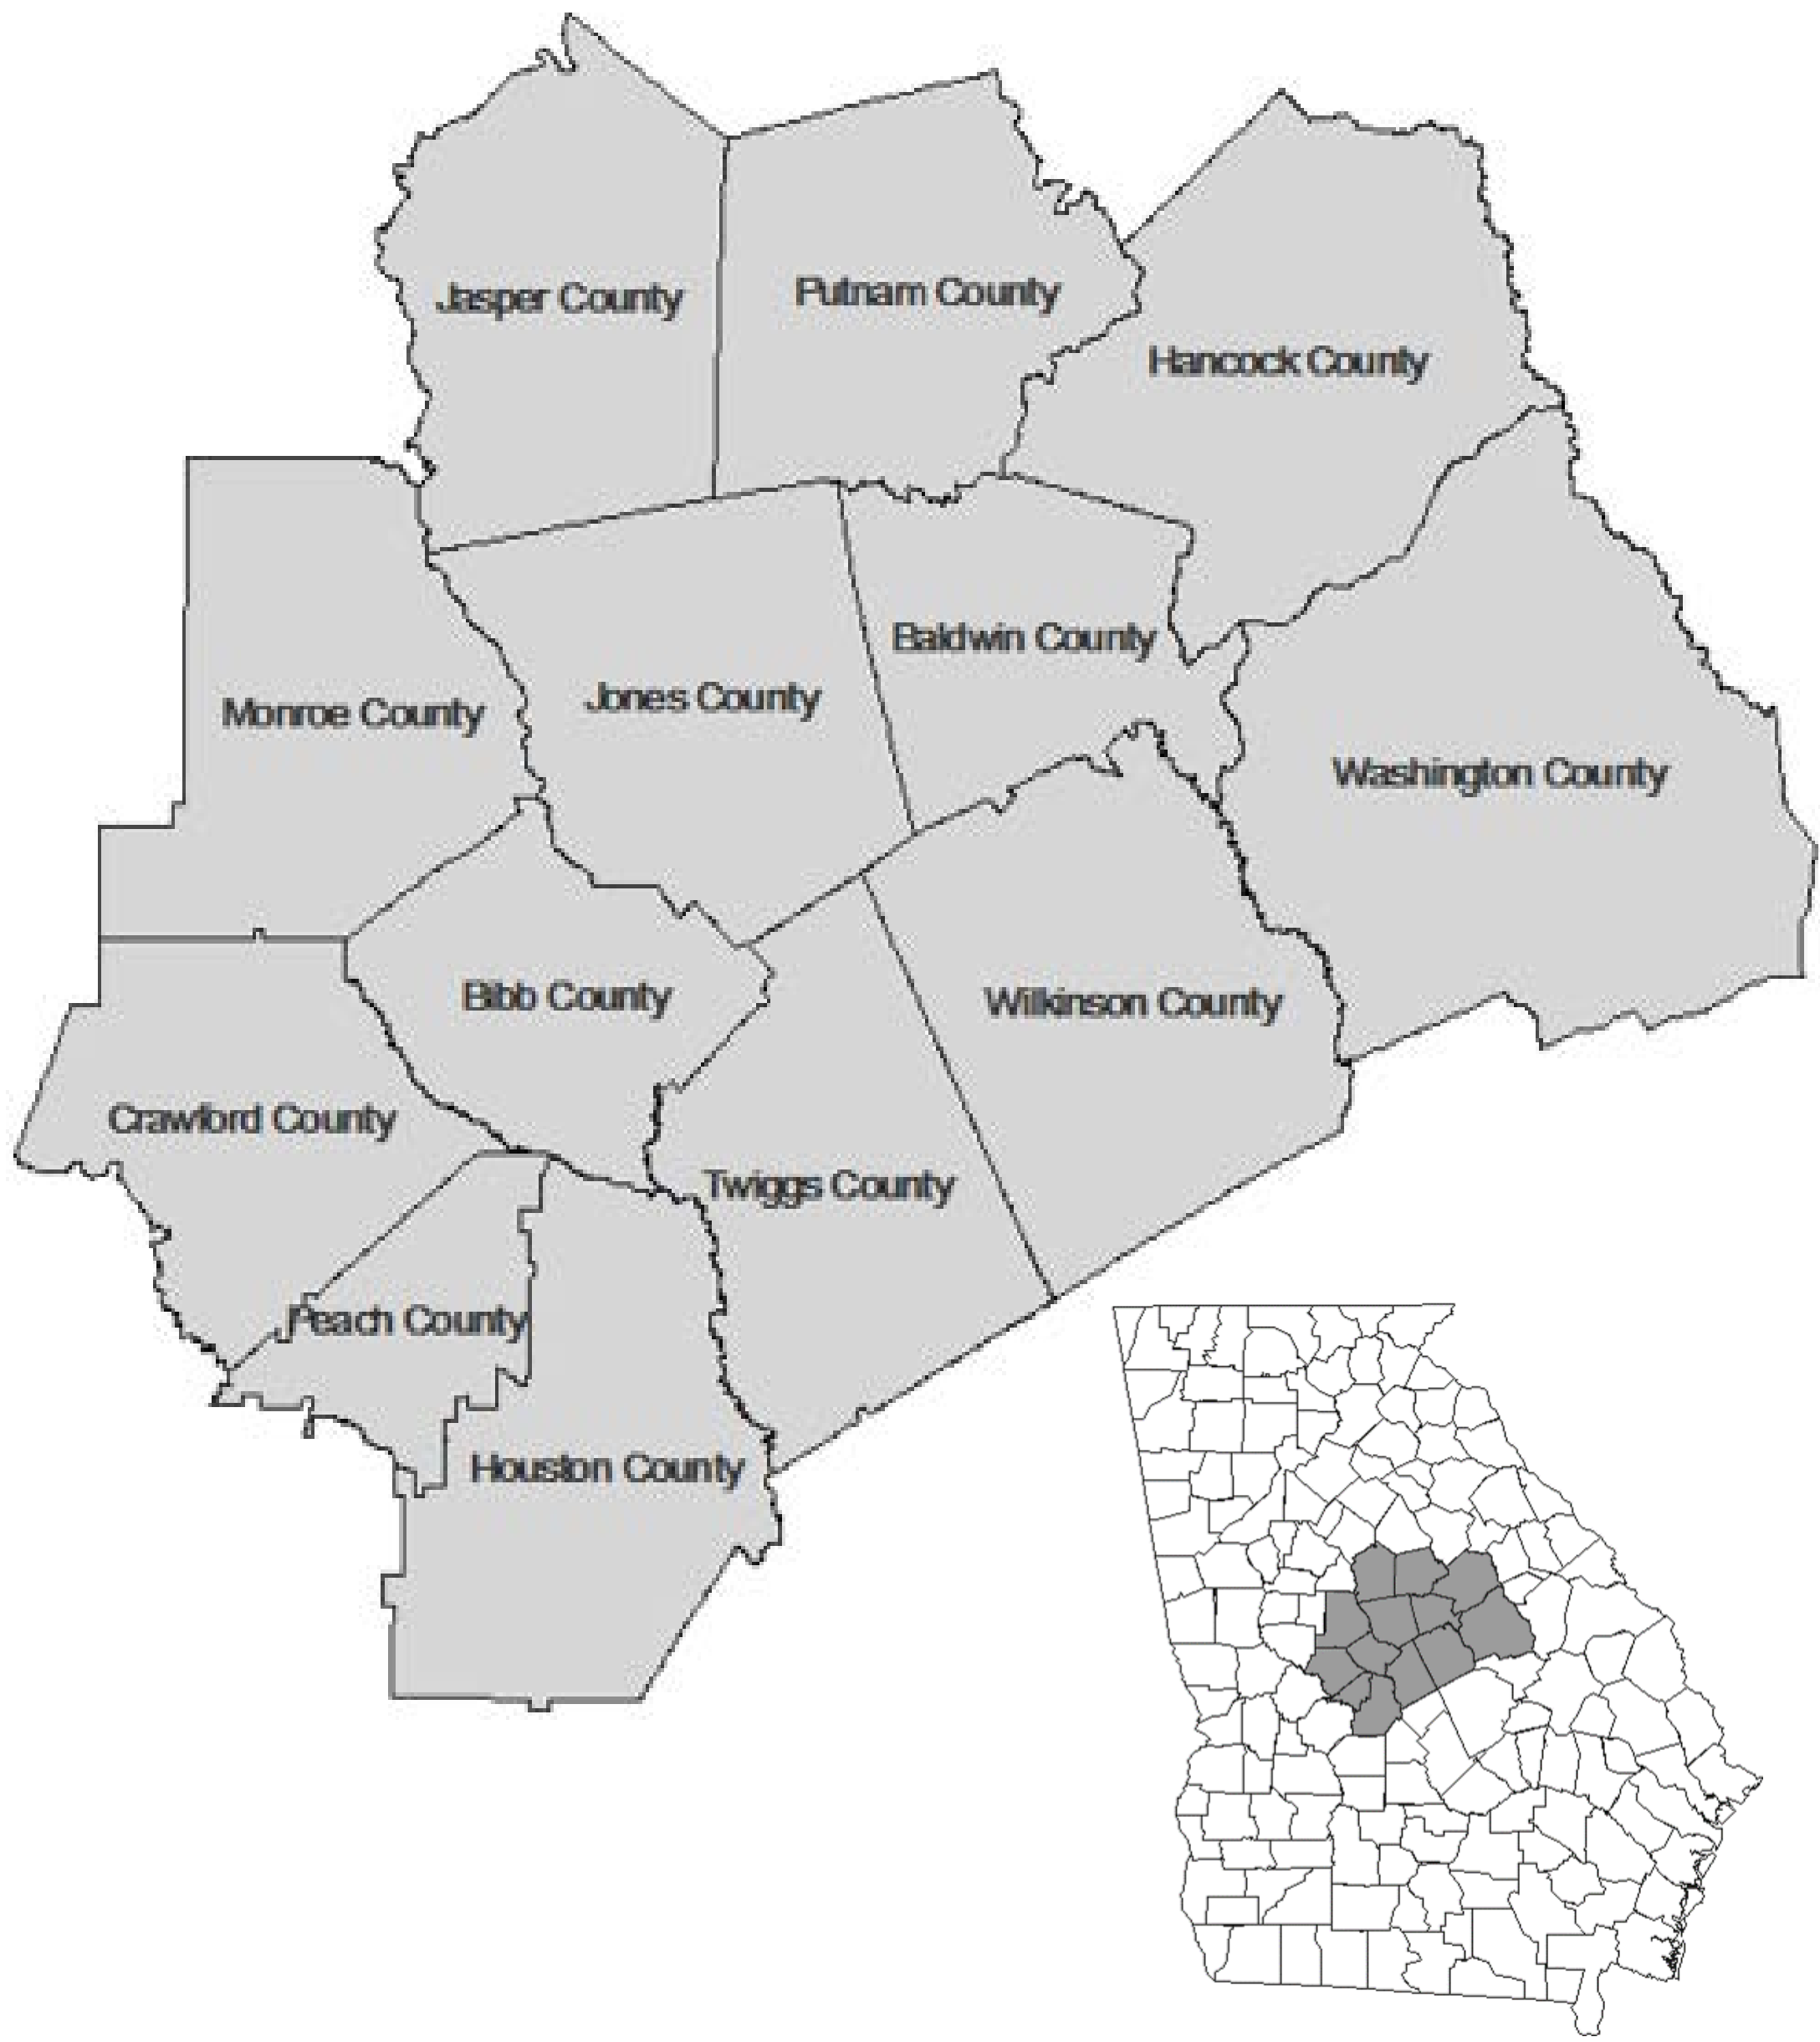 Jasper County
Putnam County
Hancock County
Baldwin County
Jones County
Monroe County
Washington County
Bibb County
Wilkinson County
Crawford County
Twiggs County
Peach County
Houston County